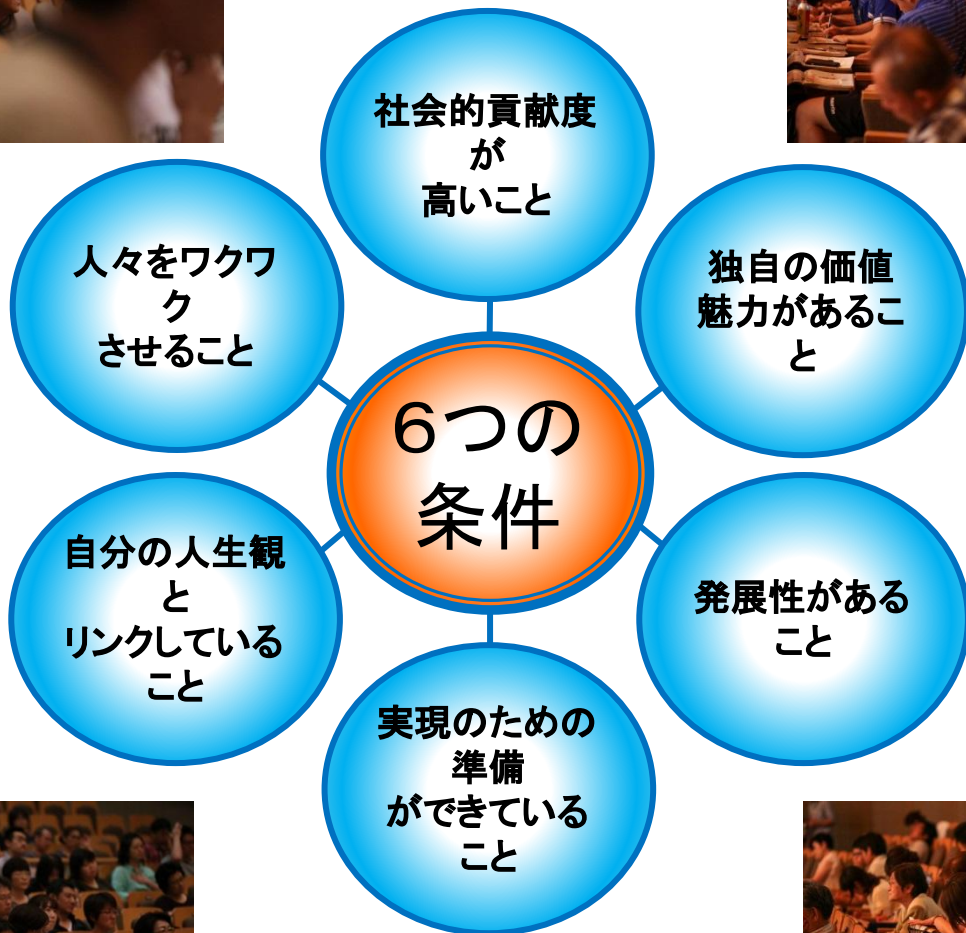 社会的貢献度
が
高いこと
人々をワクワ
ク
させること
独自の価値
魅力があるこ
と
6つの
条件
自分の人生観
と
リンクしている
こと
発展性がある
こと
実現のための
準備
ができている
こと